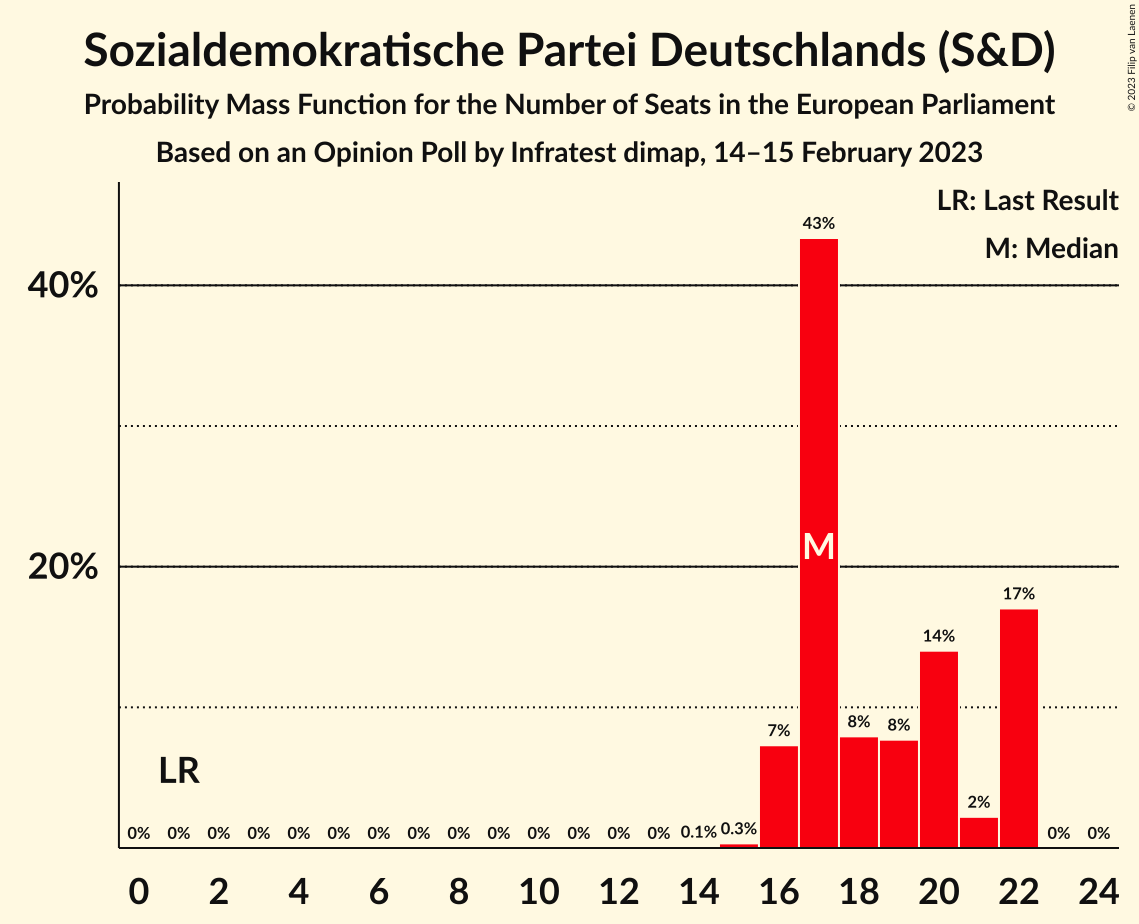 Sozialdemokratische Partei Deutschlands (S&D)
Probability Mass Function for the Number of Seats in the European Parliament
Based on an Opinion Poll by Infratest dimap, 14–15 February 2023
© 2023 Filip van Laenen
LR: Last Result
M: Median
43%
40%
M
20%
17%
14%
8%
8%
7%
LR
2%
0% 0% 0% 0% 0% 0% 0% 0% 0% 0% 0% 0% 0% 0% 0.1% 0.3% 0% 0%
0 2 4 6 8 10 12 14 16 18 20 22 24